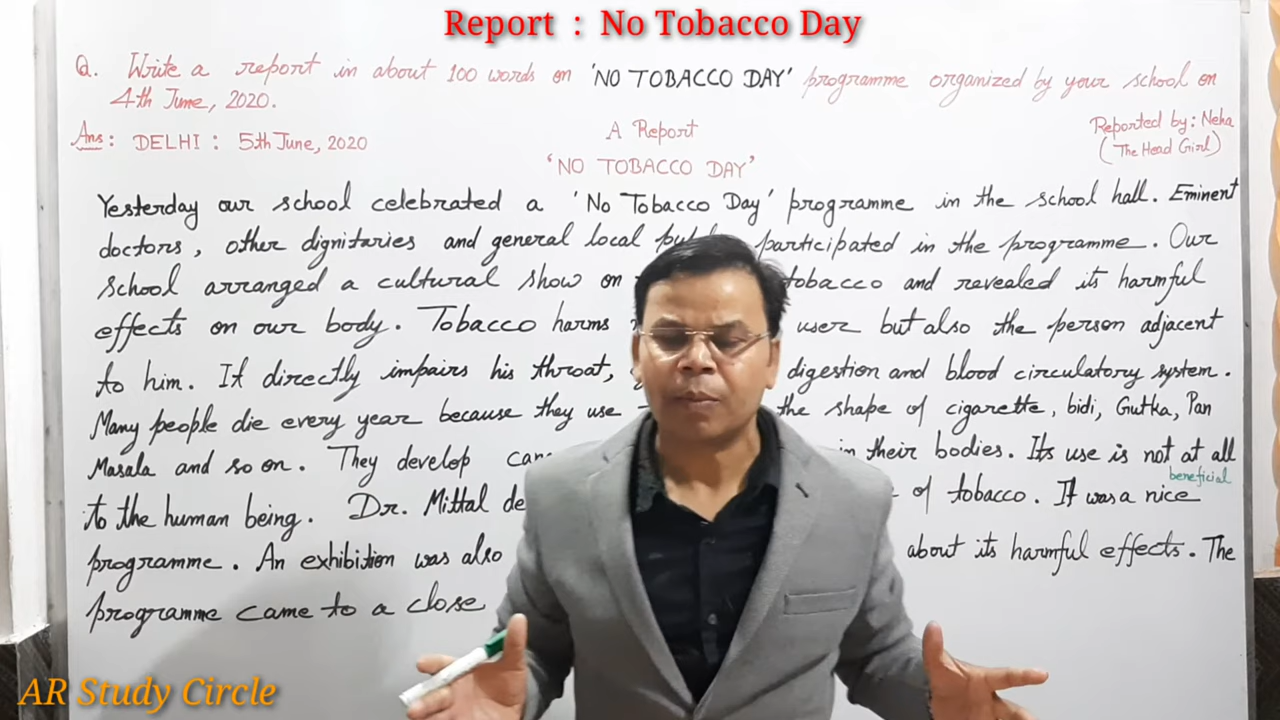 Report : No Tobacco Day
Q. Write a report in about 100 words on 'NO TOBACCO DAY' programme organized by your school on
4th June, 2020.
Ans: DELHI : 5th June, 2020
A Report
Reported by: Neha
(The Head Girl)
'NO TOBACCO DAY'
Yesterday our school celebrated a 'No Tobacco Day' programme in the school hall. Eminent
doctors, other dignitaries and general local participated in the programme. Our
school arranged a cultural show on tobacco and revealed its harmful
effects on our body. Tobacco harms user but also the person adjacent
to him. It directly impairs his throat, digestion and blood circulatory system.
Many people die every year because they use the shape of cigarette, bidi, Gutka, Pan
Masala and so on. They develop in their bodies. Its use is not at all
beneficial
to the human being. Dr. Mittal of tobacco. It was a nice
programme. An exhibition was also about its harmful effects. The
programme came to a close
AR Study Circle